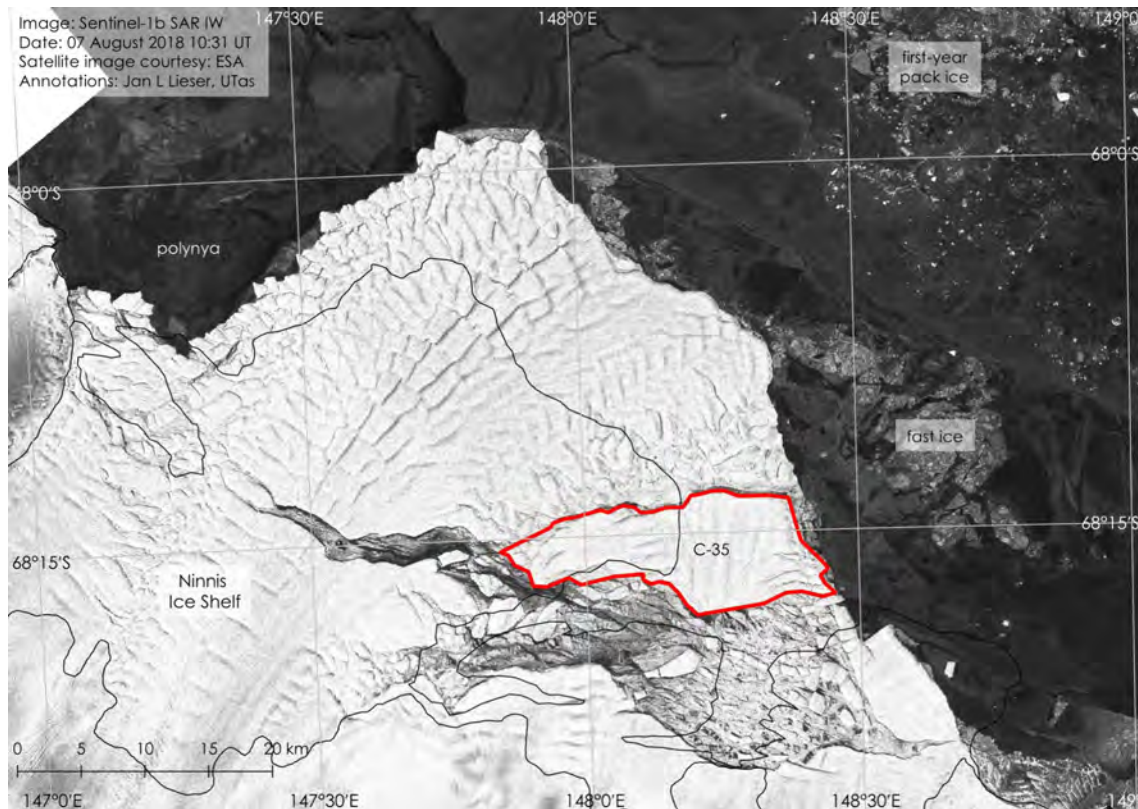 Image: Sentinel-1b SAR IW
Date: 07 August 2018 10:31 UT
Satellite image courtesy: ESA
Annotations: Jan L Lieser, UTas
147°30'E
148°0'E
148°30'E
149°0'
first-year
pack ice
68°0'S
68°0'S
polynya
fast ice
68°15'S
68°15'S
C-35
Ninnis
Ice Shelf
0 5 10 15 20 km
147°0'E
147°30'E
148°0'E
148°30'E
149°